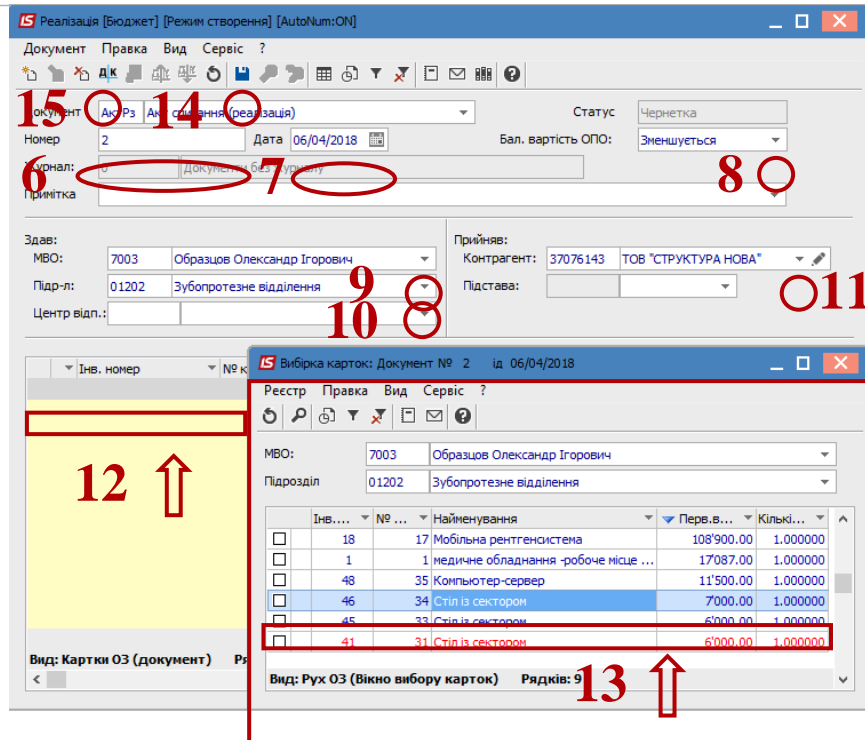 Реалізація [Бюджет] [Режим створення] [AutoNum:ON]
Документ Правка Вид Сервіс ?
15 14
Документ АктРз Акт списання (реалізація) Статус Чернетка
Номер 2 Дата 06/04/2018 Бал. вартість ОПО: Зменшується
6 7 8
Журнал: 0 Документи без журналу
Примітка
Здав: Прийняв:
МВО: 7003 Образцов Олександр Ігорович Контрагент: 37076143 ТОВ "СТРУКТУРА НОВА"
9 11
Підр-л: 01202 Зубопротезне відділення Підстава:
10
Центр відп.:
Інв. номер № к
12
Вид: Картки ОЗ (документ) Ря
Вибірка карток: Документ № 2 ід 06/04/2018
Реєстр Правка Вид Сервіс ?
МВО: 7003 Образцов Олександр Ігорович
Підрозділ 01202 Зубопротезне відділення
Інв.... № ... Найменування Перв.в... Кількі...
18 17 Мобільна рентгенсистема 108'900.00 1.000000
1 1 медичне обладнання -робоче місце ... 17'087.00 1.000000
48 35 Компьютер-сервер 11'500.00 1.000000
46 34 Стіл із сектором 7'000.00 1.000000
45 33 Стіл із сектором 6'000.00 1.000000
41 31 Стіл із сектором 6'000.00 1.000000
13
Вид: Рух ОЗ (Вікно вибору карток) Рядків: 9